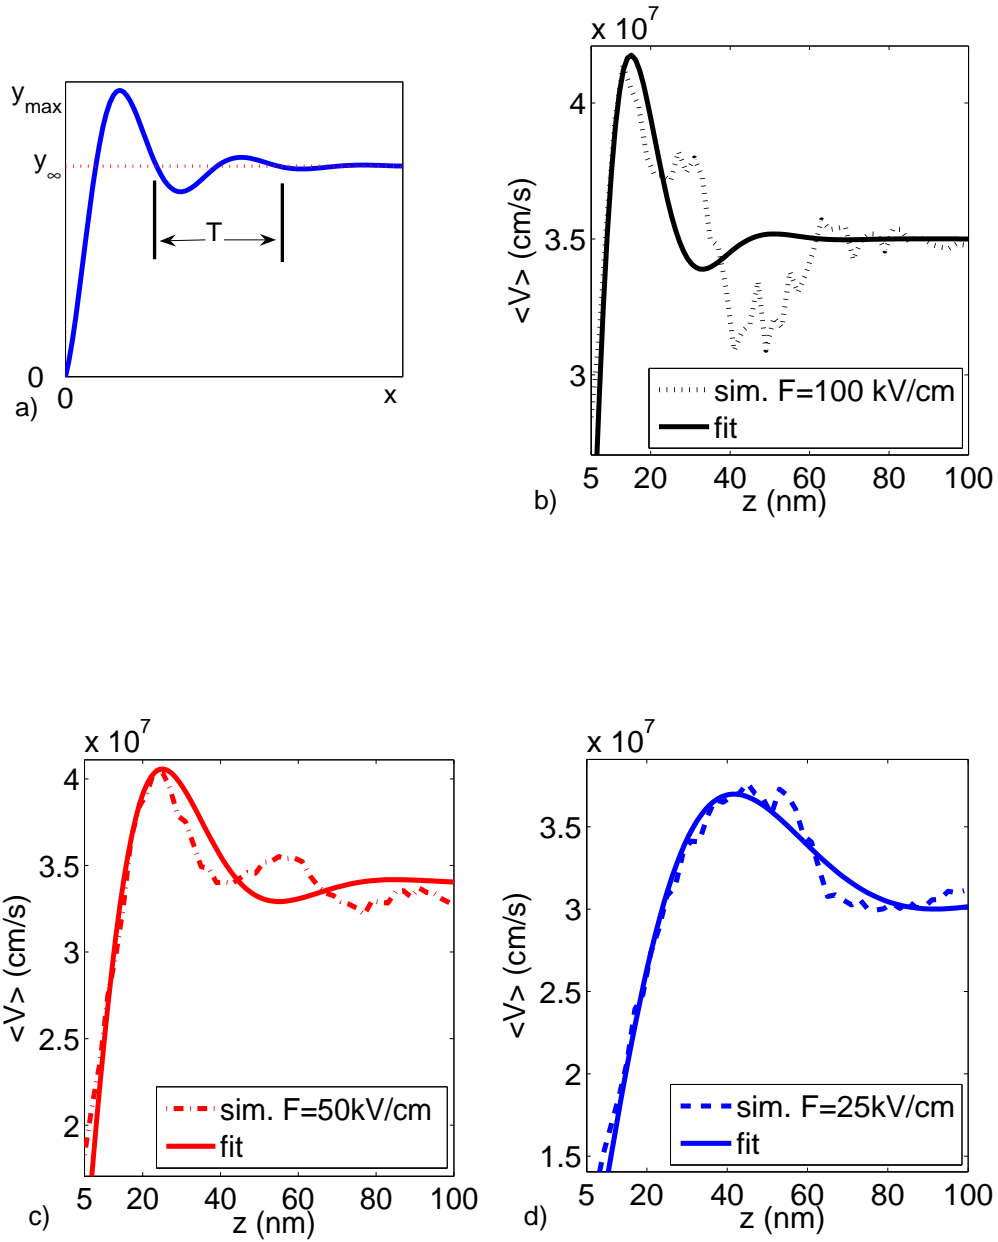 y_max
y_∞
T
0
0
x
a)
x 10^7
4
3.5
3
<V> (cm/s)
sim. F=100 kV/cm
fit
5 20 40 60 80 100
z (nm)
b)
x 10^7
4
3.5
3
2.5
2
<V> (cm/s)
sim. F=50kV/cm
fit
5 20 40 60 80 100
z (nm)
c)
x 10^7
3.5
3
2.5
2
1.5
<V> (cm/s)
sim. F=25kV/cm
fit
5 20 40 60 80 100
z (nm)
d)